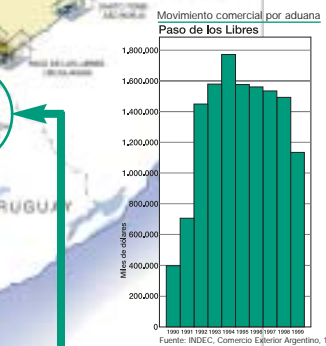 Movimiento comercial por aduana
Paso de los Libres
1.800.000
1.600.000
1.400.000
1.200.000
1.000.000
800.000
600.000
400.000
200.000
0
Miles de dólares
1990 1991 1992 1993 1994 1995 1996 1997 1998 1999
Fuente: INDEC, Comercio Exterior Argentino, 1
RUGUAY